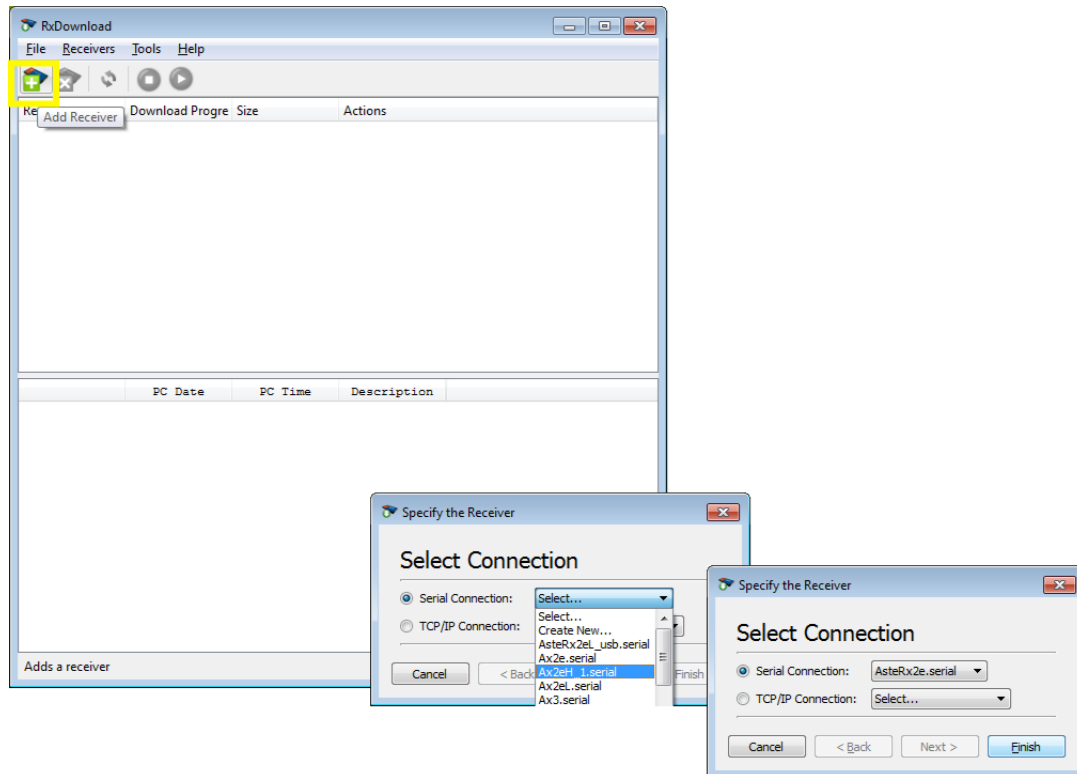 RxDownload
File Receivers Tools Help
Add Receiver
Download Progre Size Actions
PC Date PC Time Description
Adds a receiver
Specify the Receiver
Select Connection
Serial Connection: Select...
Select...
TCP/IP Connection:
Create New...
AsteRx2eL_usb.serial
Ax2e.serial
Ax2eH_1.serial
Ax2eL.serial
Ax3.serial
Cancel < Back Finish
Specify the Receiver
Select Connection
Serial Connection: AsteRx2e.serial
TCP/IP Connection: Select...
Cancel < Back Next > Finish